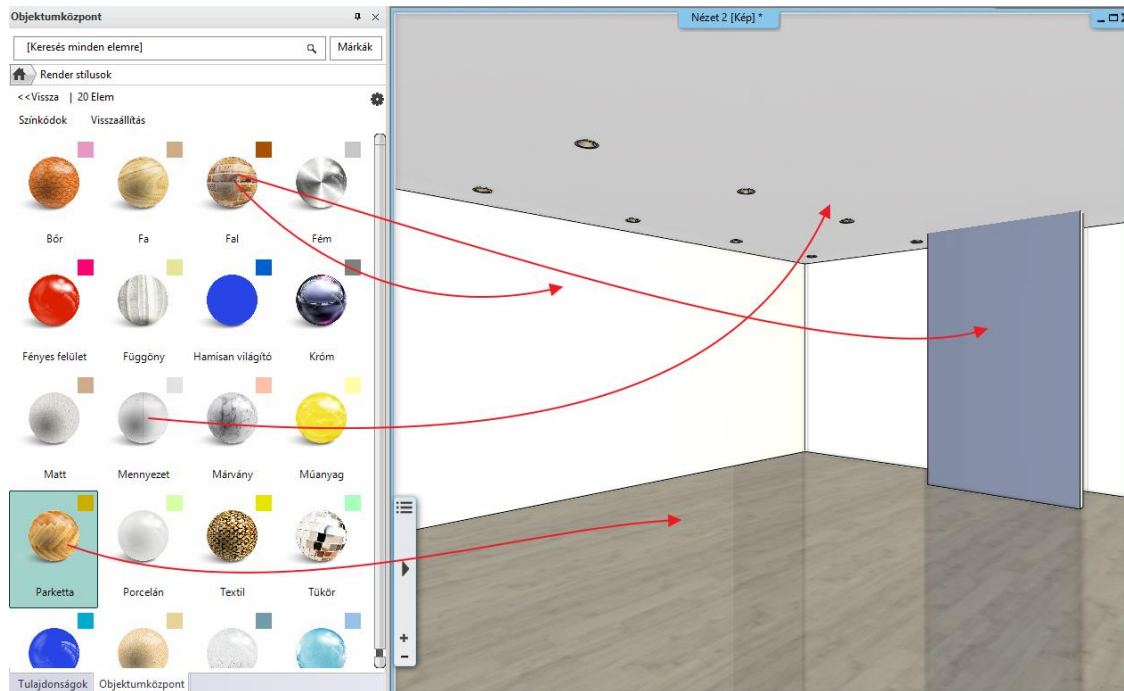 Objektumközpont
[Keresés minden elemre]
Márkák
Render stílusok
<<Vissza | 20 Elem
Színkódok Visszaállítás
Bőr Fa Fal Fém
Fényes felület Függöny Hamisan világító Króm
Matt Mennyezet Márvány Műanyag
Parketta Porcelán Textil Tükör
Tulajdonságok Objektumközpont
Nézet 2 [Kép] *